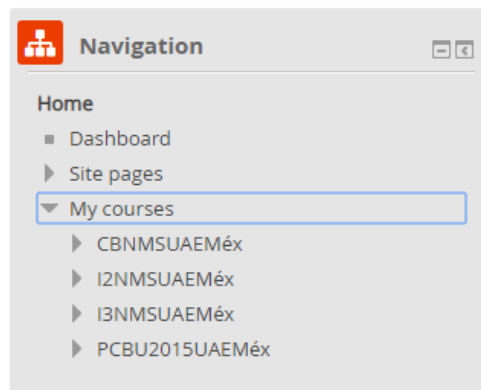 Navigation
Home
Dashboard
Site pages
My courses
CBNMSUAEMéx
I2NMSUAEMéx
I3NMSUAEMéx
PCBU2015UAEMéx